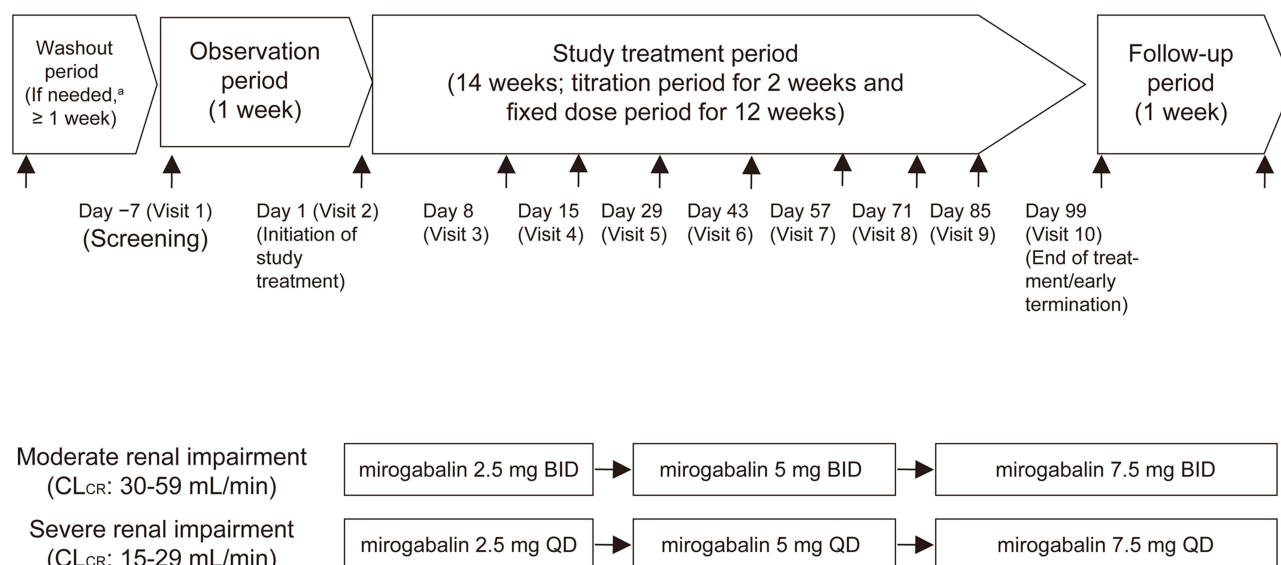 Washout
period
(If needed,ᵃ
≥ 1 week)
Observation
period
(1 week)
Study treatment period
(14 weeks; titration period for 2 weeks and
fixed dose period for 12 weeks)
Follow-up
period
(1 week)
Day −7 (Visit 1)
(Screening)
Day 1 (Visit 2)
(Initiation of
study
treatment)
Day 8
(Visit 3)
Day 15
(Visit 4)
Day 29
(Visit 5)
Day 43
(Visit 6)
Day 57
(Visit 7)
Day 71
(Visit 8)
Day 85
(Visit 9)
Day 99
(Visit 10)
(End of treat-
ment/early
termination)
Moderate renal impairment
(CLCR: 30-59 mL/min)
mirogabalin 2.5 mg BID
mirogabalin 5 mg BID
mirogabalin 7.5 mg BID
Severe renal impairment
(CLCR: 15-29 mL/min)
mirogabalin 2.5 mg QD
mirogabalin 5 mg QD
mirogabalin 7.5 mg QD